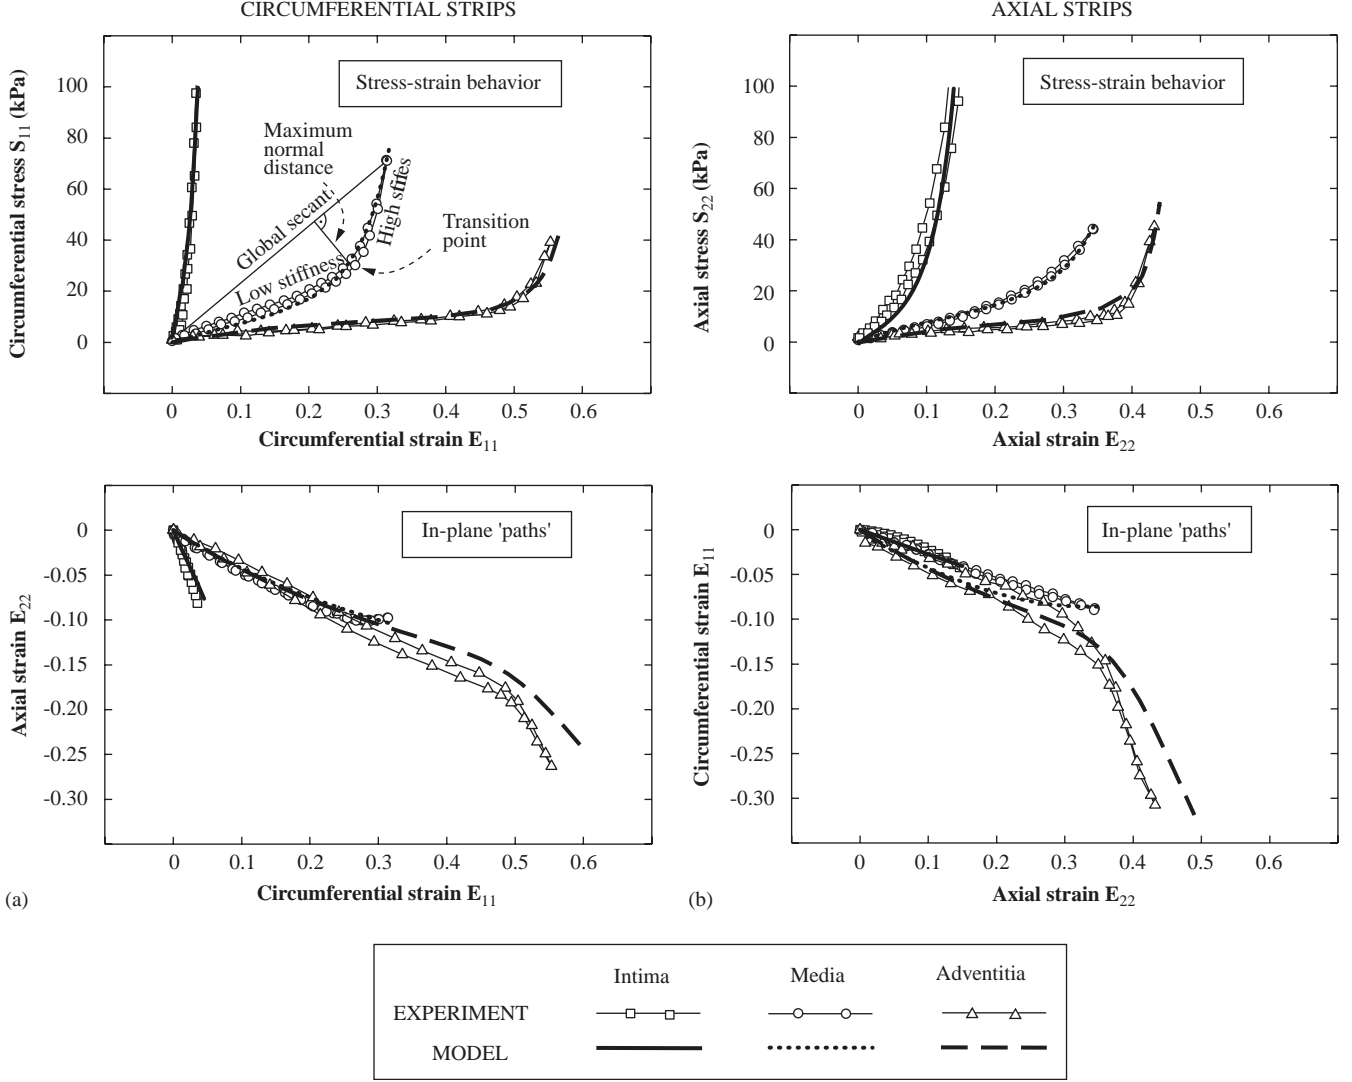 CIRCUMFERENTIAL STRIPS
AXIAL STRIPS
Circumferential stress S11 (kPa)
100
80
60
40
20
0
Stress-strain behavior
Maximum
normal
distance
Global secant
Low stiffness
High stifes
Transition
point
0 0.1 0.2 0.3 0.4 0.5 0.6
Circumferential strain E11
Axial stress S22 (kPa)
100
80
60
40
20
0
Stress-strain behavior
0 0.1 0.2 0.3 0.4 0.5 0.6
Axial strain E22
Axial strain E22
0
-0.05
-0.10
-0.15
-0.20
-0.25
-0.30
In-plane 'paths'
0 0.1 0.2 0.3 0.4 0.5 0.6
Circumferential strain E11
(a)
Circumferential strain E11
0
-0.05
-0.10
-0.15
-0.20
-0.25
-0.30
In-plane 'paths'
0 0.1 0.2 0.3 0.4 0.5 0.6
Axial strain E22
(b)
Intima Media Adventitia
EXPERIMENT
MODEL